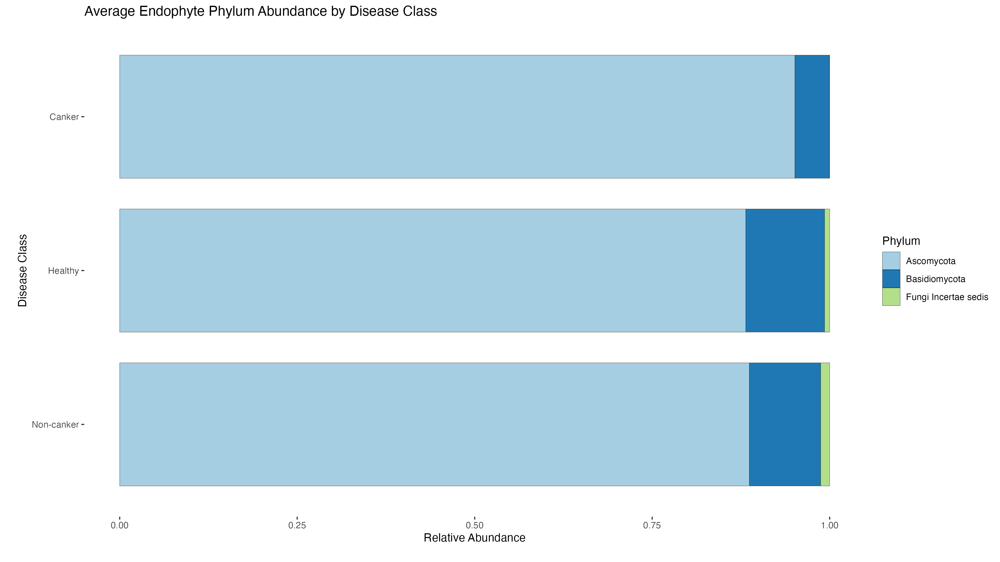 Average Endophyte Phylum Abundance by Disease Class
Canker
Healthy
Non-canker
Disease Class
0.00 0.25 0.50 0.75 1.00
Relative Abundance
Phylum
Ascomycota
Basidiomycota
Fungi Incertae sedis